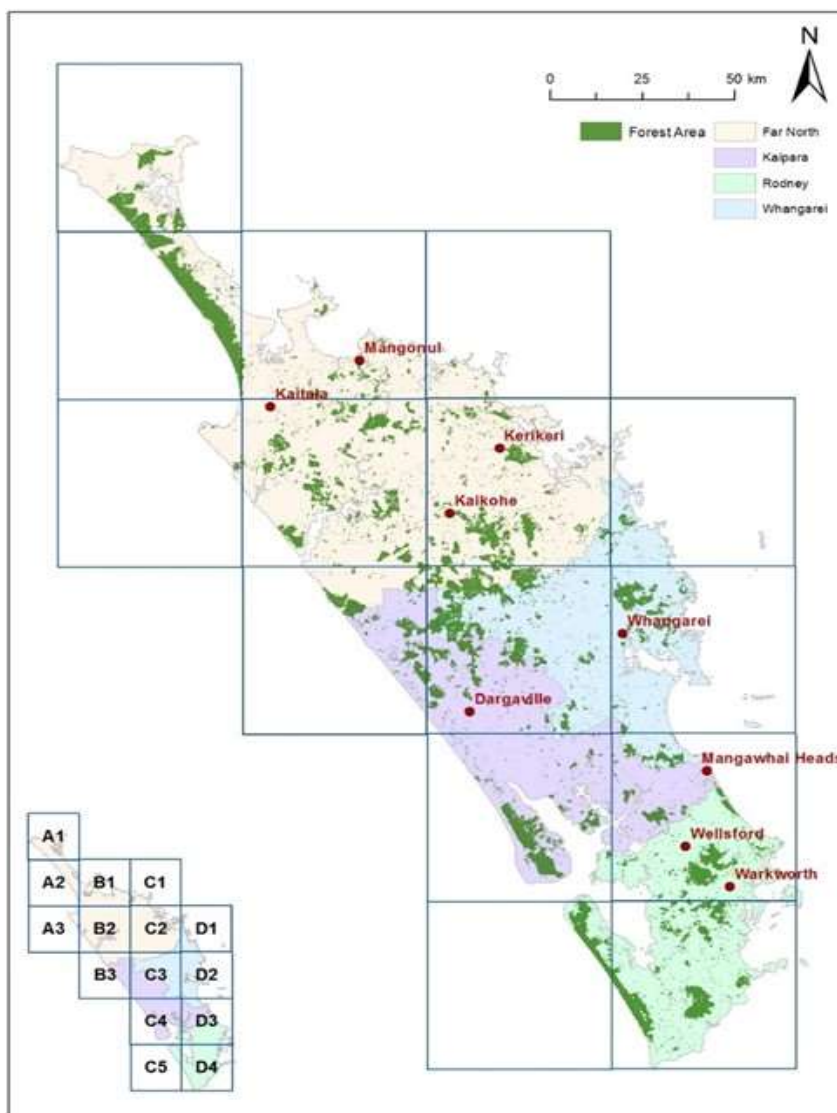 N
0 25 50 km
Forest Area
Far North
Kaipara
Rodney
Whangarei
Mangonui
Kaitaia
Kerikeri
Kaikohe
Whangarei
Dargaville
Mangawhai Heads
Wellsford
Warkworth
A1
A2 B1 C1
A3 B2 C2 D1
B3 C3 D2
C4 D3
C5 D4